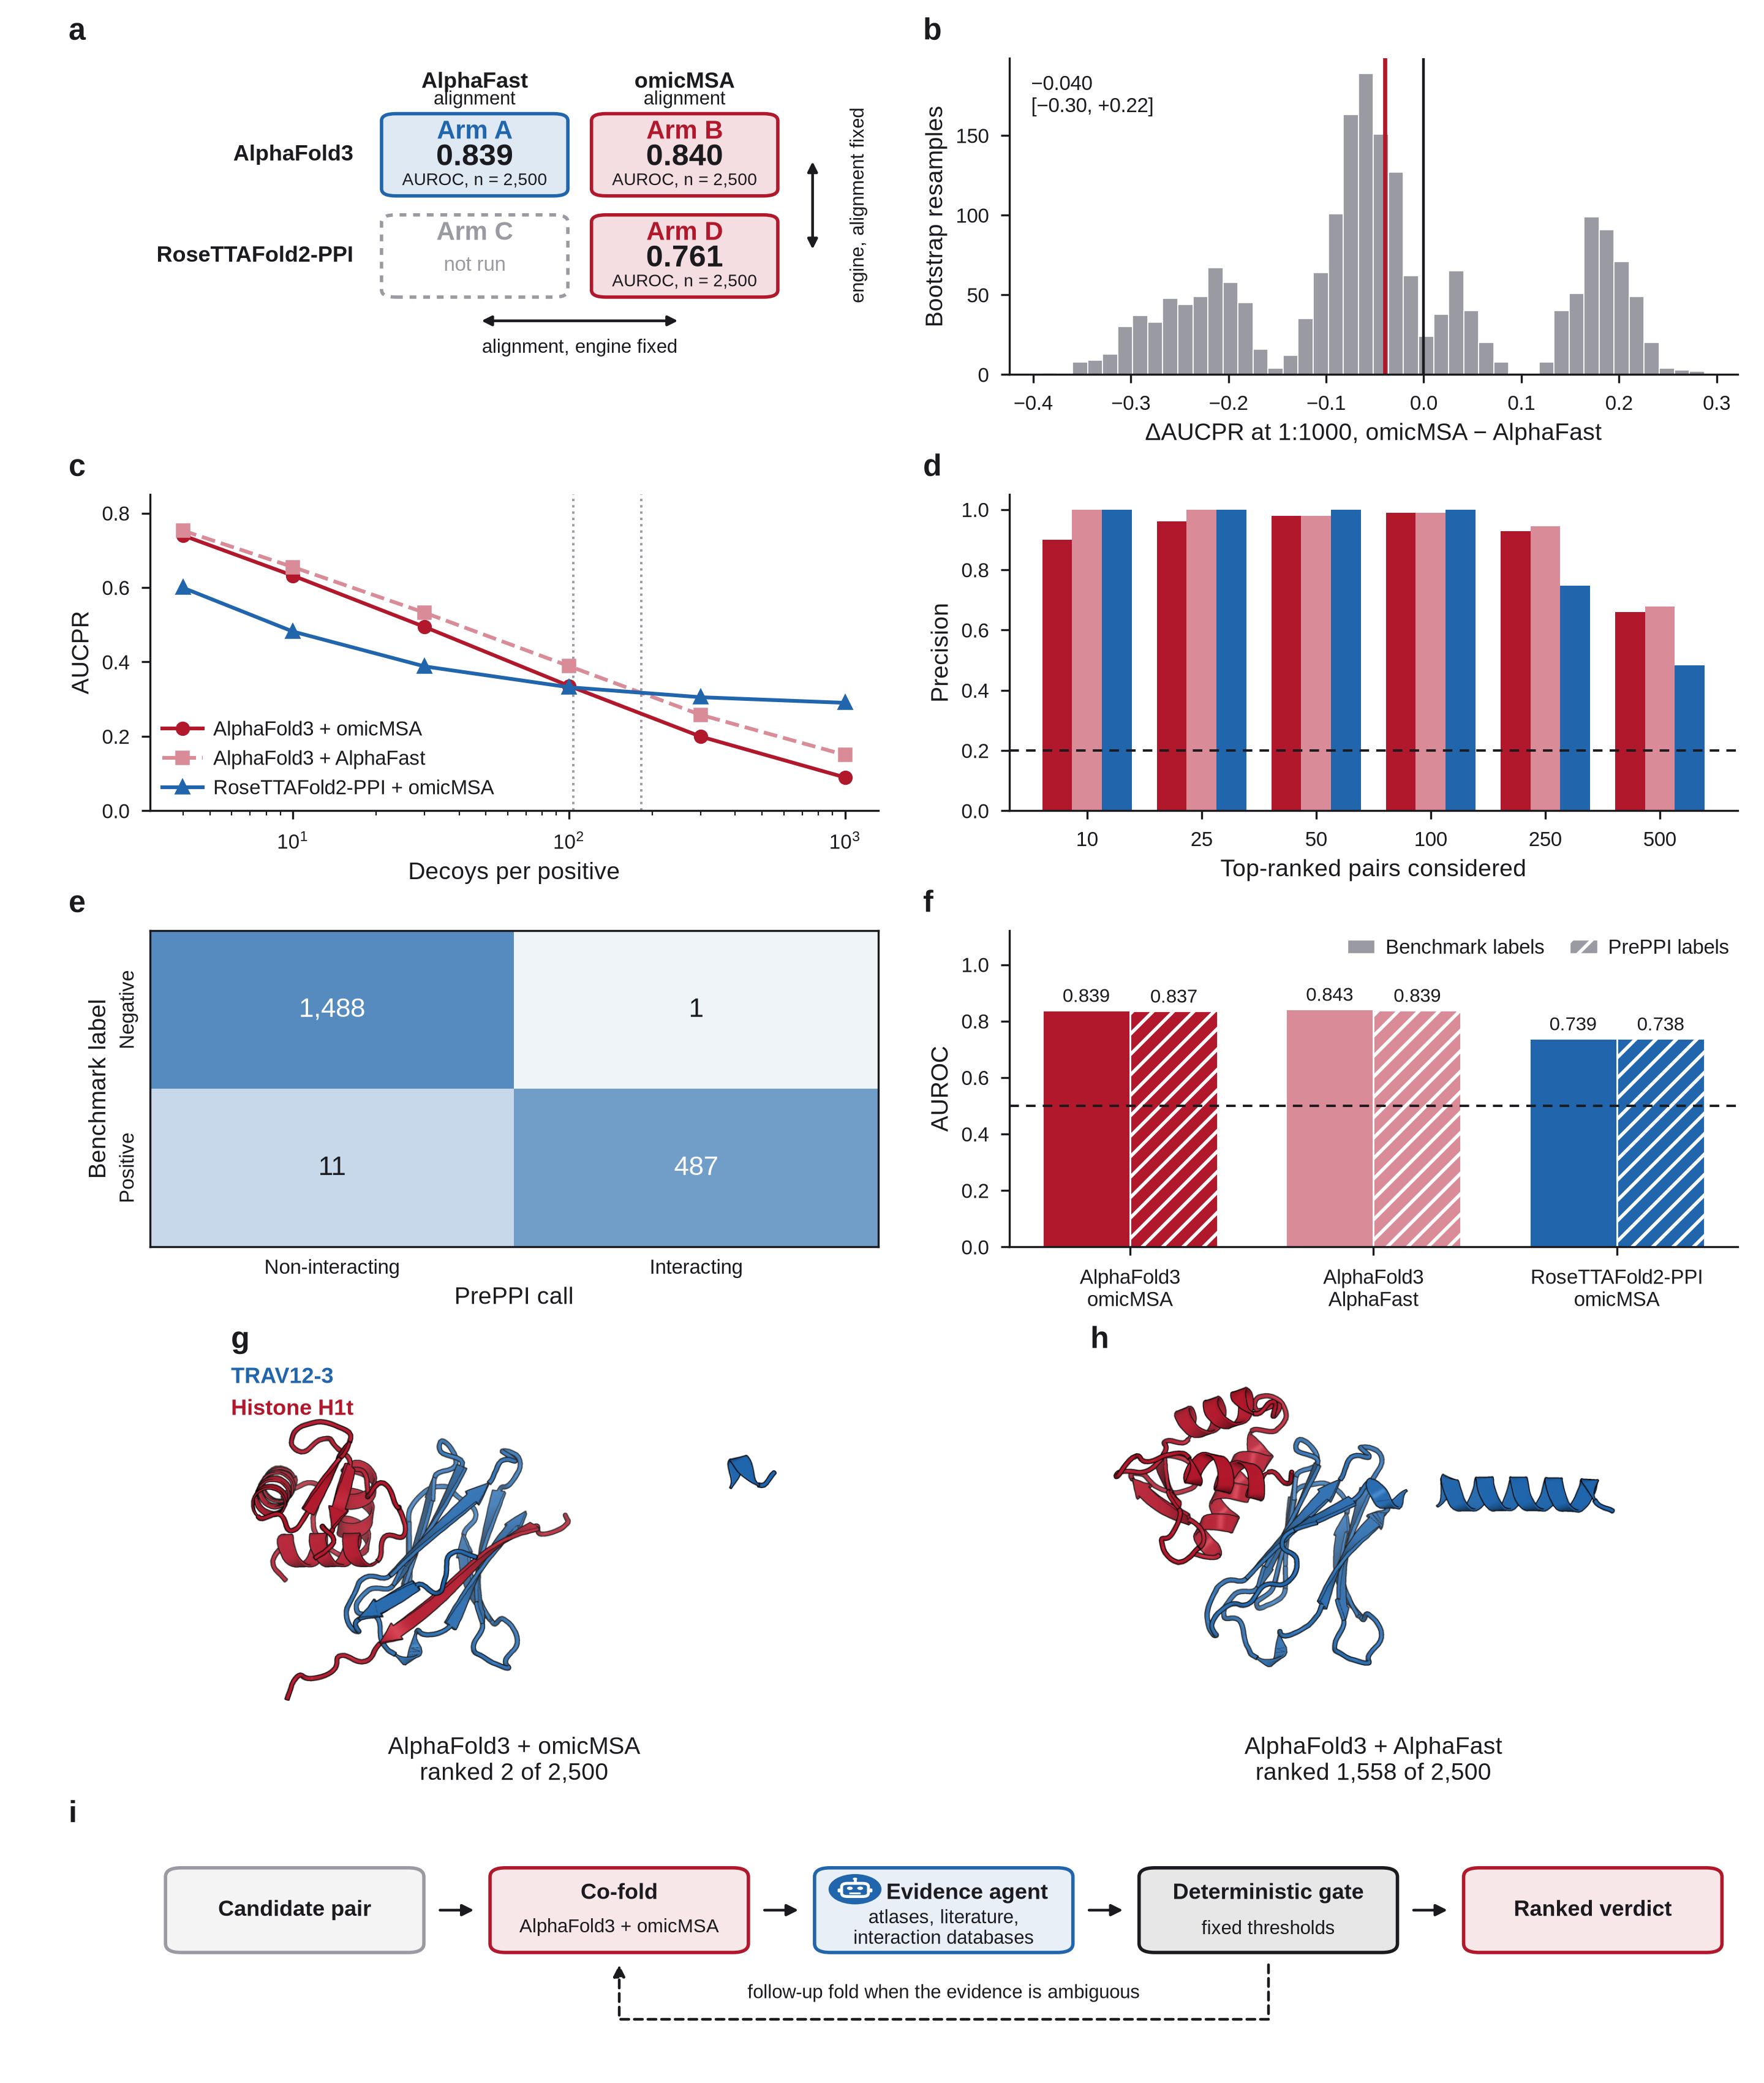 a
AlphaFast
alignment
omicMSA
alignment
AlphaFold3
Arm A
0.839
AUROC, n = 2,500
Arm B
0.840
AUROC, n = 2,500
RoseTTAFold2-PPI
Arm C
not run
Arm D
0.761
AUROC, n = 2,500
engine, alignment fixed
alignment, engine fixed
b
−0.040
[−0.30, +0.22]
Bootstrap resamples
150
100
50
0
−0.4 −0.3 −0.2 −0.1 0.0 0.1 0.2 0.3
ΔAUCPR at 1:1000, omicMSA − AlphaFast
c
AUCPR
0.8
0.6
0.4
0.2
0.0
AlphaFold3 + omicMSA
AlphaFold3 + AlphaFast
RoseTTAFold2-PPI + omicMSA
10¹ 10² 10³
Decoys per positive
d
Precision
1.0
0.8
0.6
0.4
0.2
0.0
10 25 50 100 250 500
Top-ranked pairs considered
e
Benchmark label
Negative
Positive
1,488
1
11
487
Non-interacting
Interacting
PrePPI call
f
Benchmark labels
PrePPI labels
AUROC
1.0
0.8
0.6
0.4
0.2
0.0
0.839
0.837
0.843
0.839
0.739
0.738
AlphaFold3
omicMSA
AlphaFold3
AlphaFast
RoseTTAFold2-PPI
omicMSA
g
TRAV12-3
Histone H1t
AlphaFold3 + omicMSA
ranked 2 of 2,500
h
AlphaFold3 + AlphaFast
ranked 1,558 of 2,500
i
Candidate pair
Co-fold
AlphaFold3 + omicMSA
Evidence agent
atlases, literature,
interaction databases
Deterministic gate
fixed thresholds
Ranked verdict
follow-up fold when the evidence is ambiguous